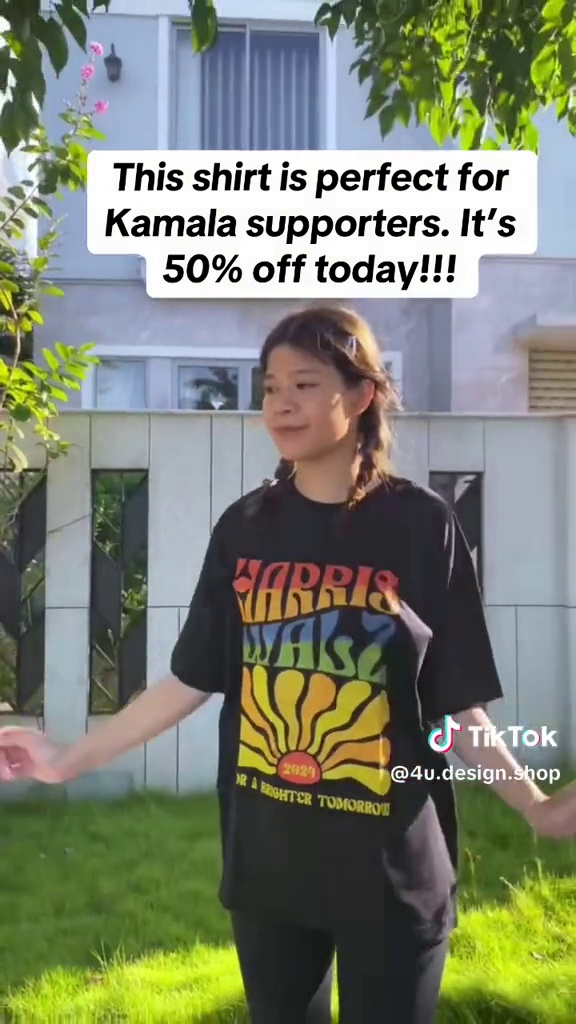 This shirt is perfect for
Kamala supporters. It's
50% off today!!!
HARRIS
WALZ
2024
OR A BRIGHTER TOMORROW
TikTok
@4u.design.shop